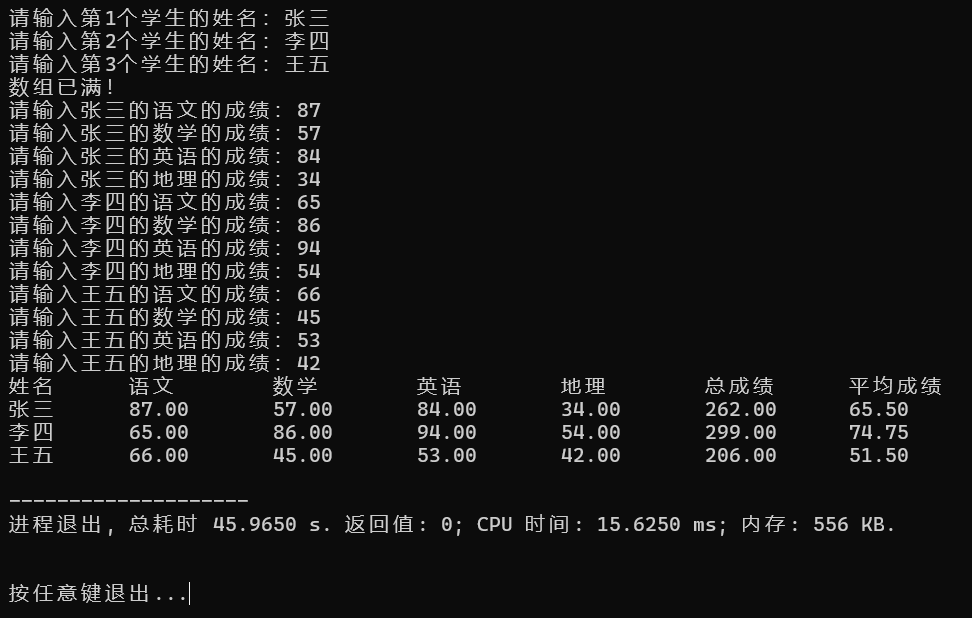 请输入第1个学生的姓名: 张三
请输入第2个学生的姓名: 李四
请输入第3个学生的姓名: 王五
数组已满!
请输入张三的语文的成绩: 87
请输入张三的数学的成绩: 57
请输入张三的英语的成绩: 84
请输入张三的地理的成绩: 34
请输入李四的语文的成绩: 65
请输入李四的数学的成绩: 86
请输入李四的英语的成绩: 94
请输入李四的地理的成绩: 54
请输入王五的语文的成绩: 66
请输入王五的数学的成绩: 45
请输入王五的英语的成绩: 53
请输入王五的地理的成绩: 42
姓名 语文 数学 英语 地理 总成绩 平均成绩
张三 87.00 57.00 84.00 34.00 262.00 65.50
李四 65.00 86.00 94.00 54.00 299.00 74.75
王五 66.00 45.00 53.00 42.00 206.00 51.50
--------------------
进程退出, 总耗时 45.9650 s. 返回值: 0; CPU 时间: 15.6250 ms; 内存: 556 KB.
按任意键退出...